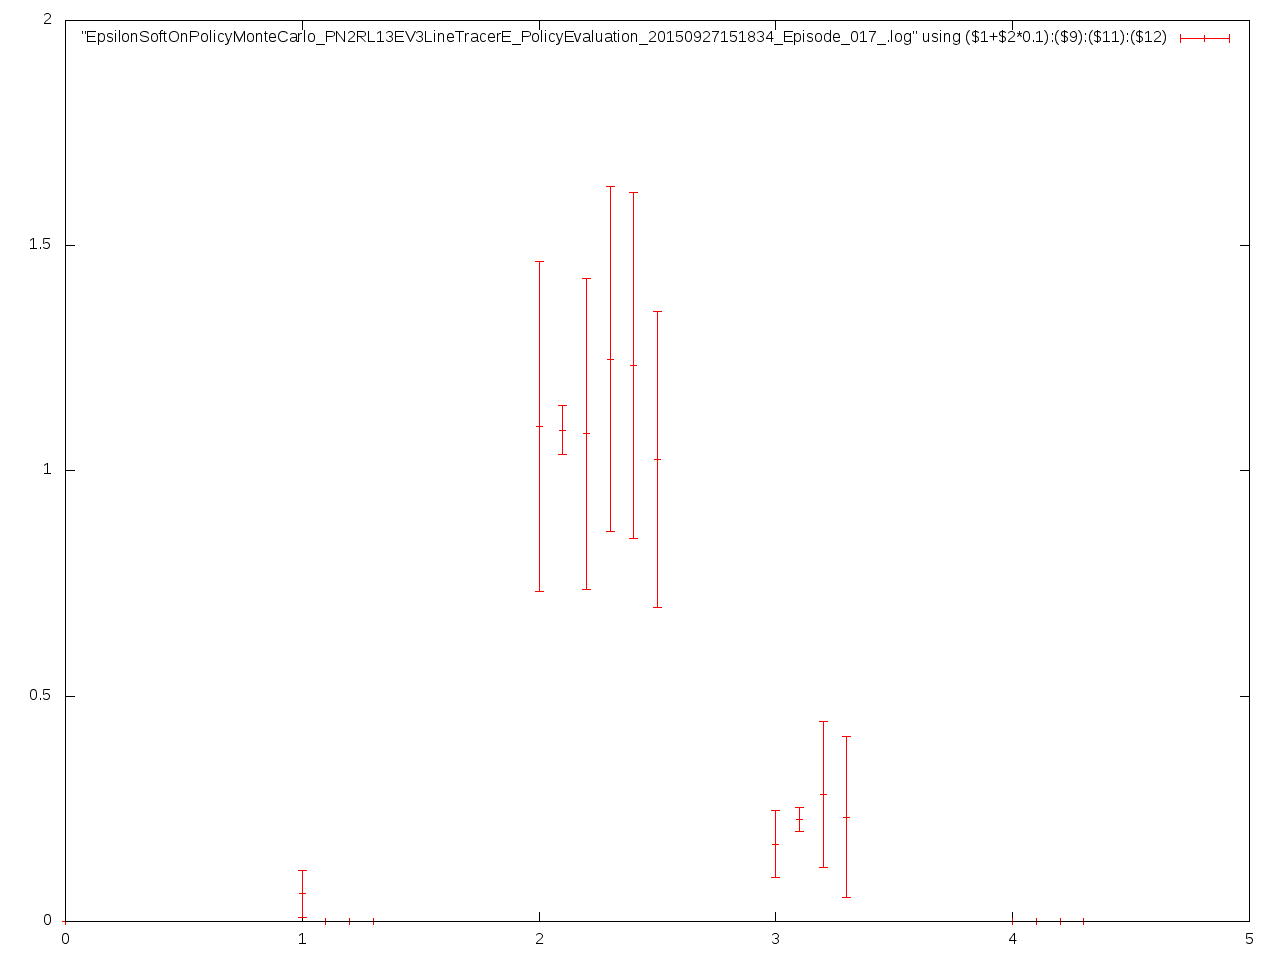 2
"EpsilonSoftOnPolicyMonteCarlo_PN2RL13EV3LineTracerE_PolicyEvaluation_20150927151834_Episode_017_.log" using ($1+$2*0.1):($9):($11):($12)
1.5
1
0.5
0
0 1 2 3 4 5